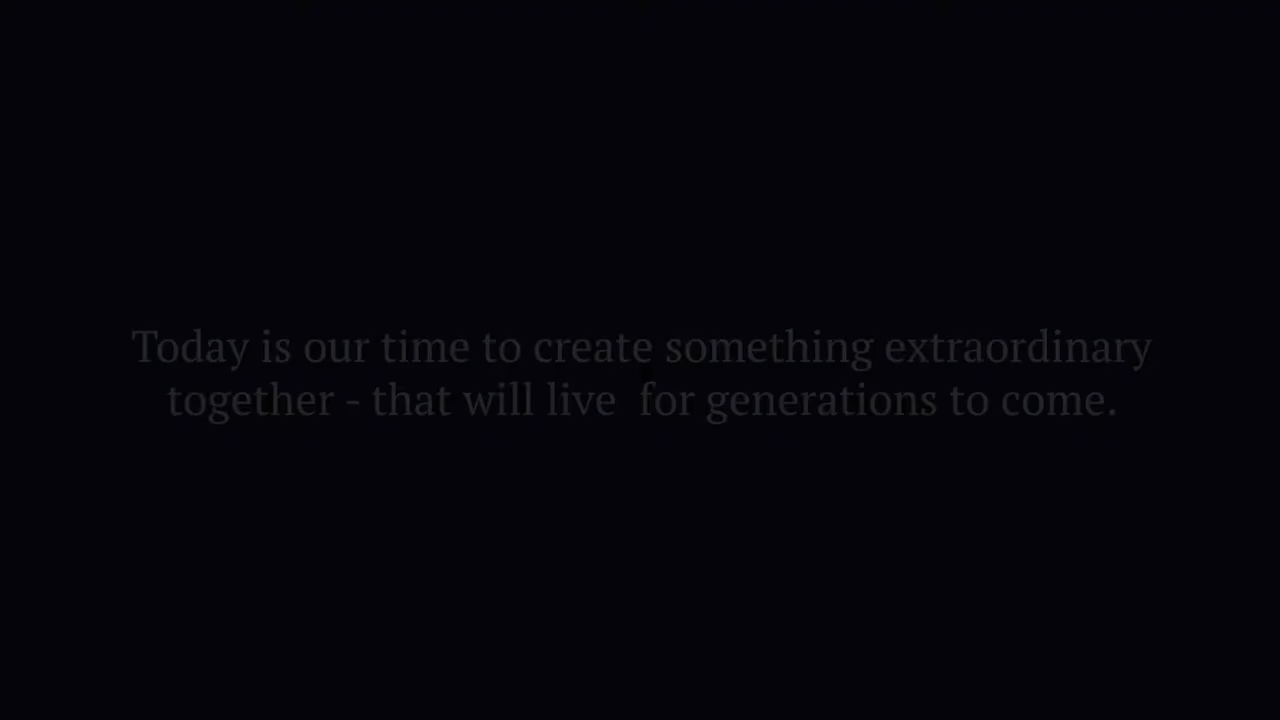 Today is our time to create something extraordinary
together - that will live  for generations to come.